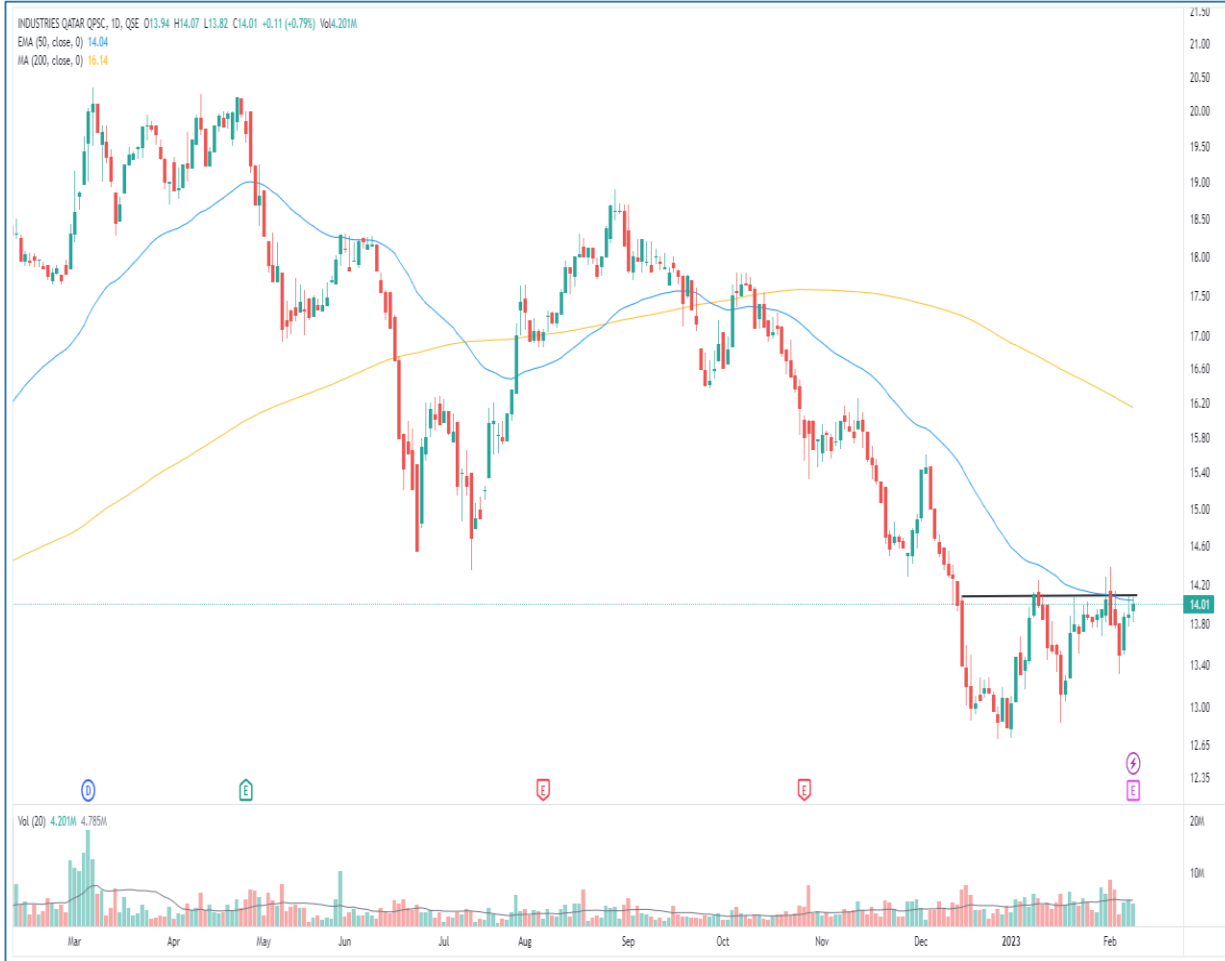 INDUSTRIES QATAR QPSC, 1D, QSE O13.94 H14.07 L13.82 C14.01 +0.11 (+0.79%) Vol4.201M
EMA (50, close, 0) 14.04
MA (200, close, 0) 16.14
21.50
21.00
20.50
20.00
19.50
19.00
18.50
18.00
17.50
17.00
16.60
16.20
15.80
15.40
15.00
14.60
14.20
14.01
13.80
13.40
13.00
12.65
12.35
D
E
E
E
E
Vol (20) 4.201M 4.785M
20M
10M
Mar Apr May Jun Jul Aug Sep Oct Nov Dec 2023 Feb